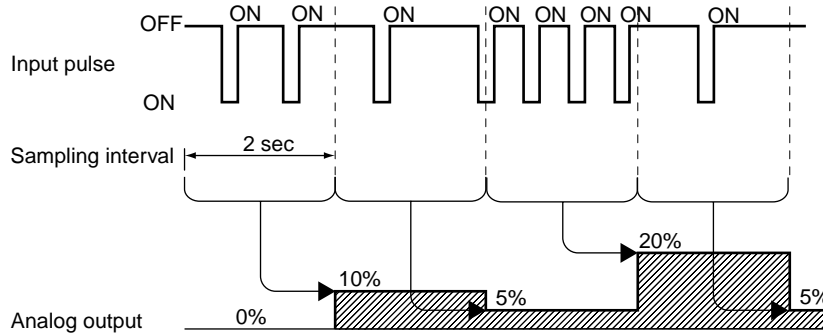 ON ON ON ON ON ON ON ON
OFF
Input pulse
ON
Sampling interval 2 sec
20%
10%
5% 5%
Analog output 0%